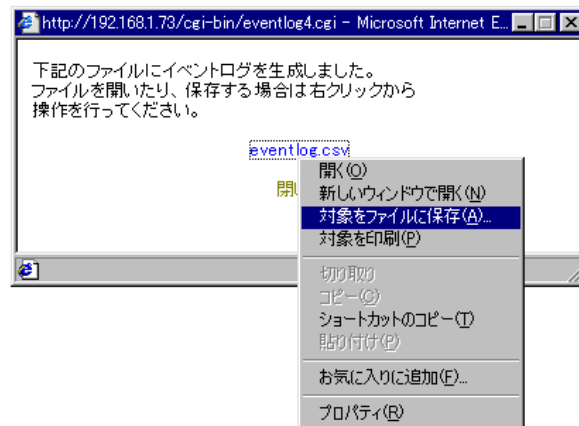 http://192.168.1.73/cgi-bin/eventlog4.cgi - Microsoft Internet E...
下記のファイルにイベントログを生成しました。
ファイルを開いたり、保存する場合は右クリックから
操作を行ってください。
eventlog.csv
閉
開く(O)
新しいウィンドウで開く(N)
対象をファイルに保存(A)...
対象を印刷(P)
切り取り
コピー(C)
ショートカットのコピー(T)
貼り付け(P)
お気に入りに追加(F)...
プロパティ(R)